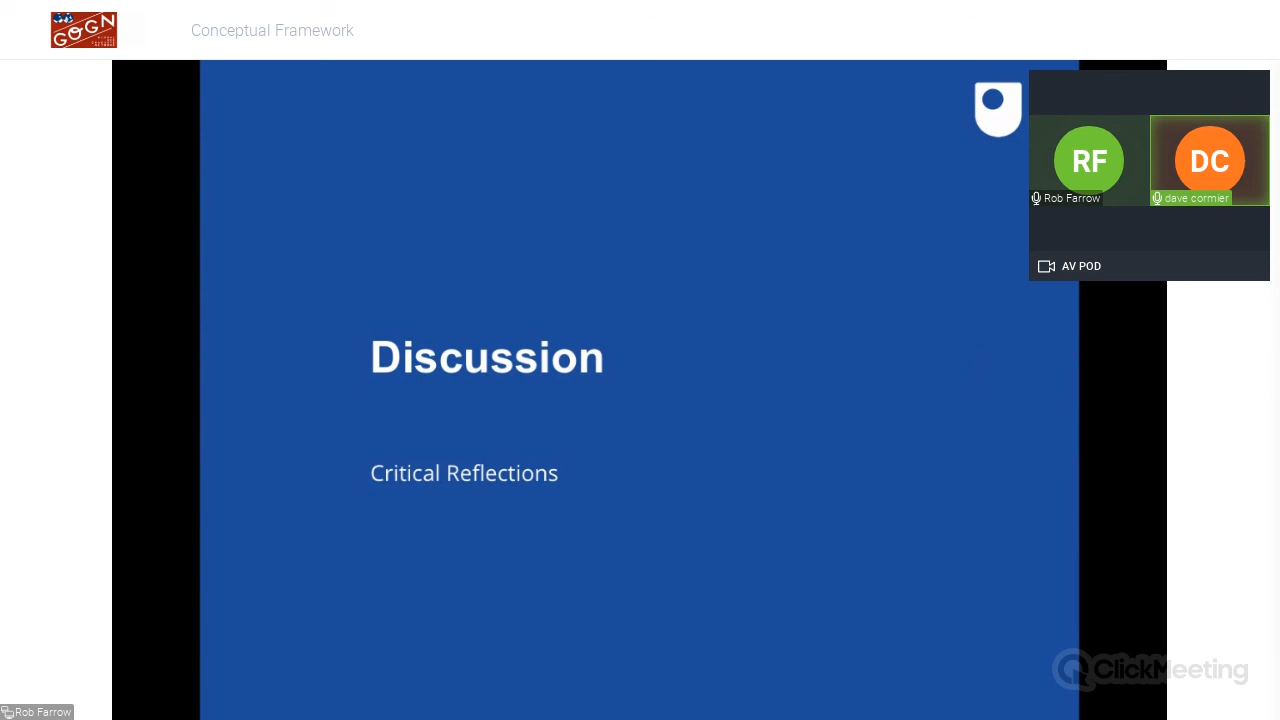 GOGN
Conceptual Framework
RF
DC
Rob Farrow
dave cormier
AV POD
Discussion
Critical Reflections
ClickMeeting
Rob Farrow